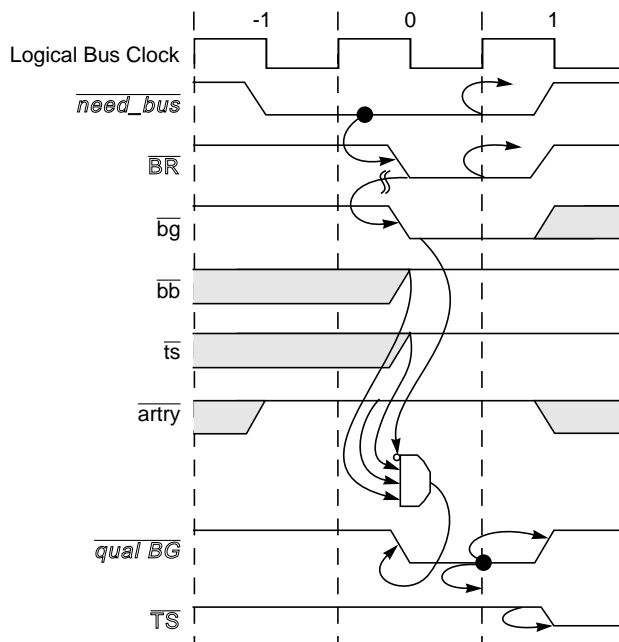 -1 0 1
Logical Bus Clock
need_bus
BR
bg
bb
ts
artry
qual BG
TS